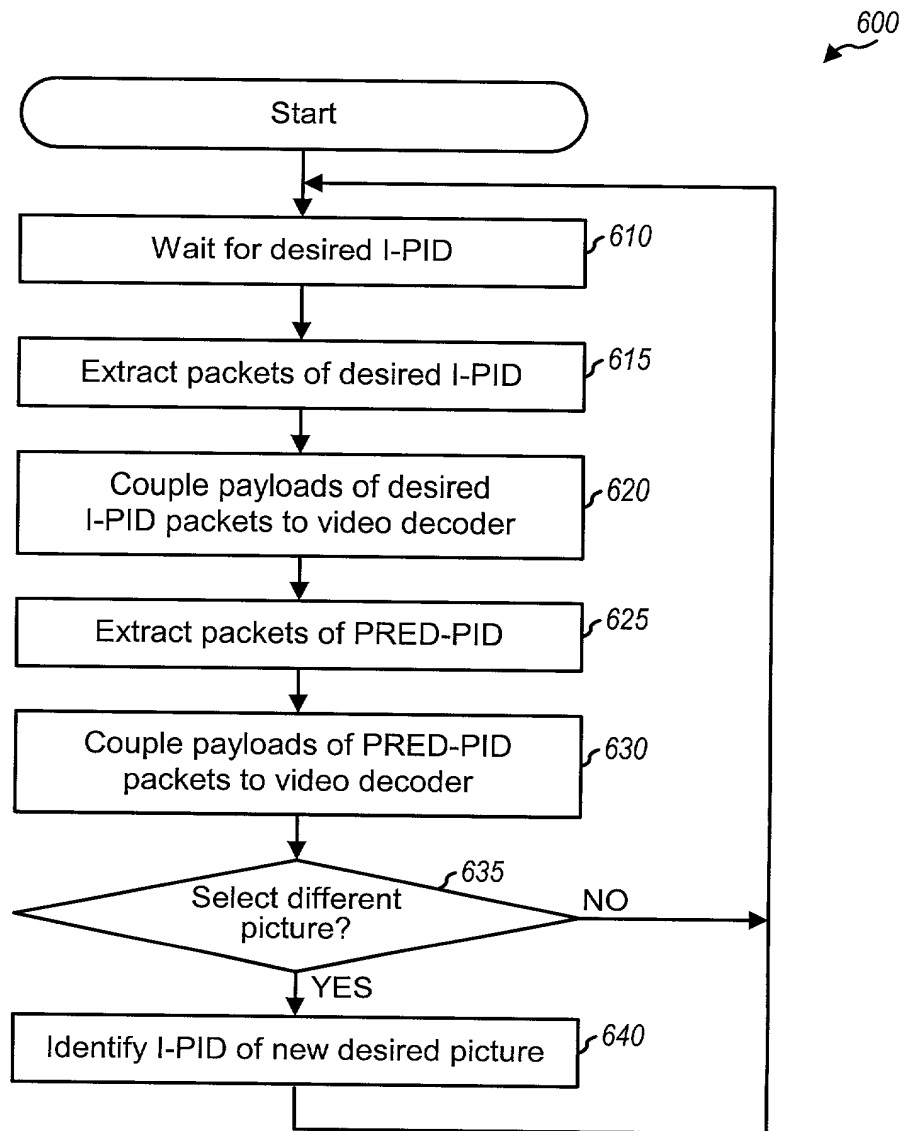 600
Start
Wait for desired I-PID
610
Extract packets of desired I-PID
615
Couple payloads of desired
I-PID packets to video decoder
620
Extract packets of PRED-PID
625
Couple payloads of PRED-PID
packets to video decoder
630
635
Select different
picture?
NO
YES
Identify I-PID of new desired picture
640